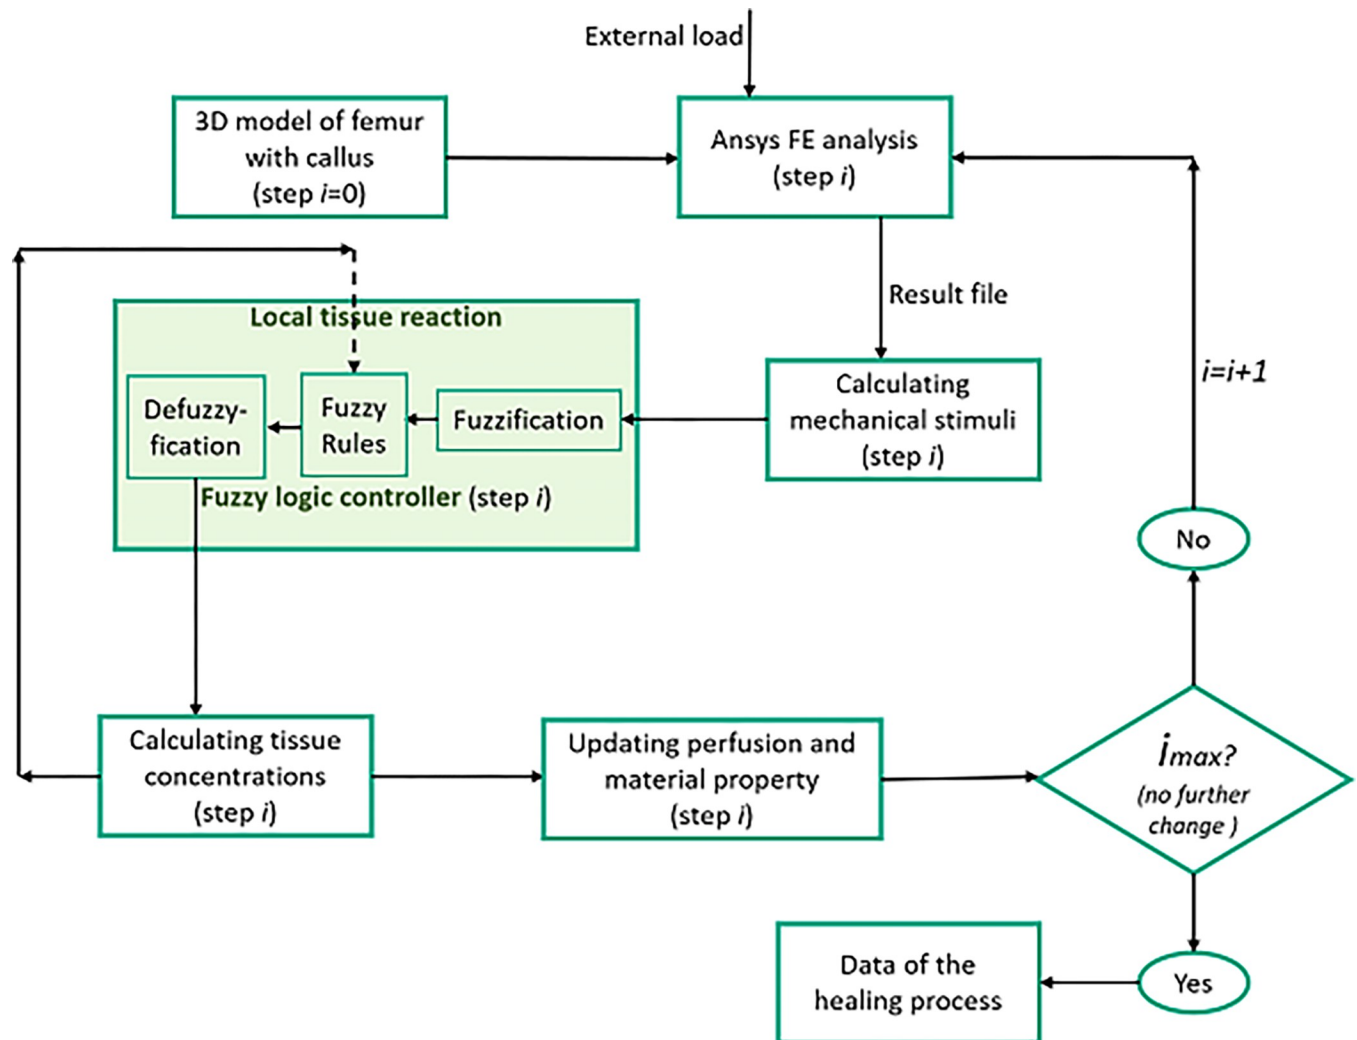 External load
3D model of femur
with callus
(step i=0)
Ansys FE analysis
(step i)
Result file
Local tissue reaction
Defuzzy-
fication
Fuzzy
Rules
Fuzzification
Fuzzy logic controller (step i)
Calculating
mechanical stimuli
(step i)
i=i+1
No
Calculating tissue
concentrations
(step i)
Updating perfusion and
material property
(step i)
imax?
(no further
change )
Yes
Data of the
healing process